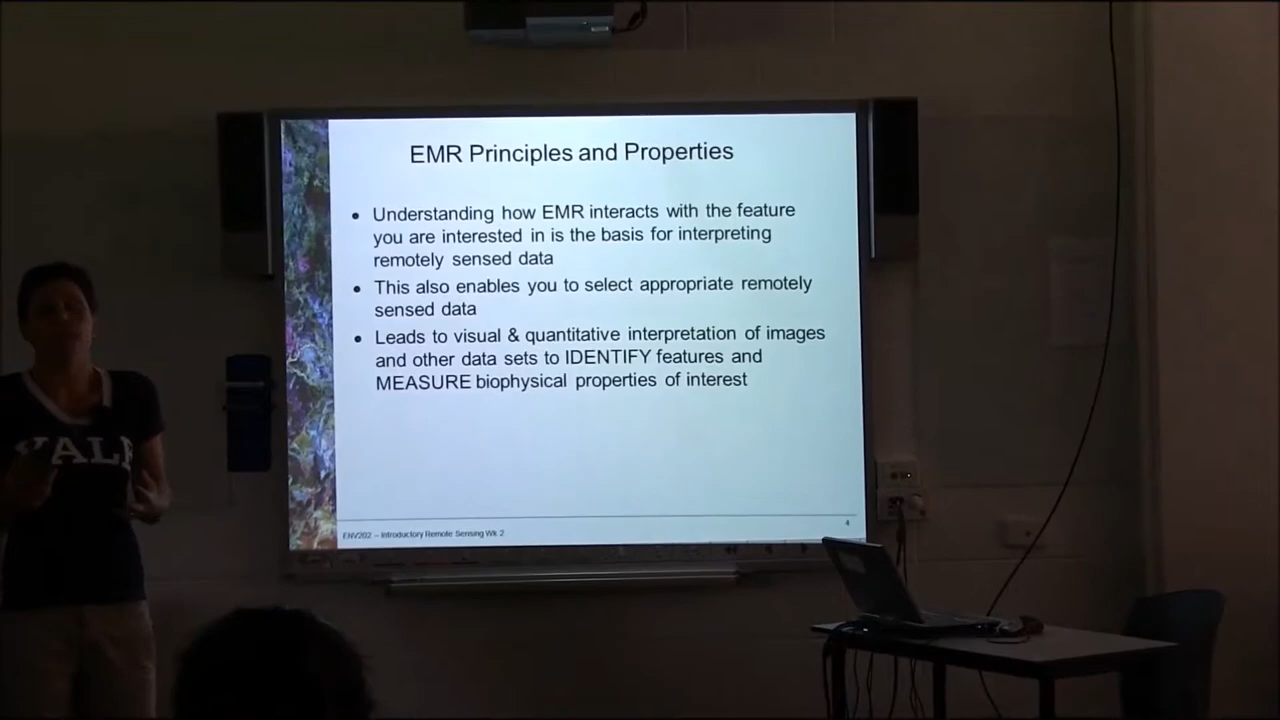 EMR Principles and Properties
• Understanding how EMR interacts with the feature
you are interested in is the basis for interpreting
remotely sensed data
• This also enables you to select appropriate remotely
sensed data
• Leads to visual & quantitative interpretation of images
and other data sets to IDENTIFY features and
MEASURE biophysical properties of interest
ENV202 – Introductory Remote Sensing Wk 2
4
YALE